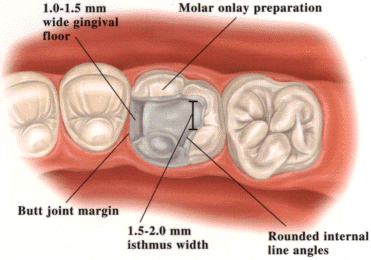 1.0-1.5 mm
wide gingival
floor
Molar onlay preparation
Butt joint margin
1.5-2.0 mm
isthmus width
Rounded internal
line angles